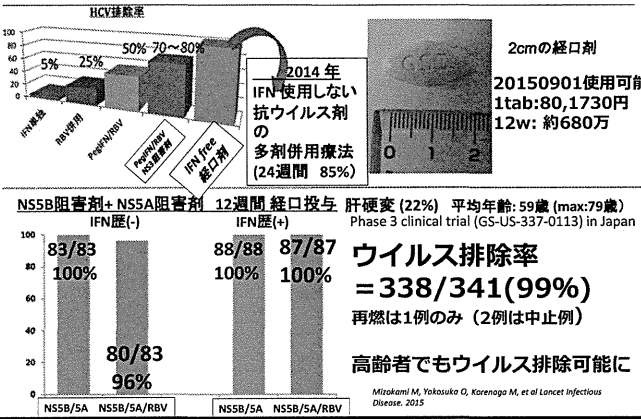 HCV排除率
100
80
60
40
20
0
5%
25%
50%
70～80%
IFN単独
RBV併用
PegIFN/RBV
PegIFN/RBV
NS3阻害剤
IFN free
経口剤
2014 年
IFN 使用しない
抗ウイルス剤
の
多剤併用療法
(24週間 85%)
0 1 2
2cmの経口剤
20150901使用可能
1tab:80,1730円
12w: 約680万
NS5B阻害剤+ NS5A阻害剤 12週間 経口投与
肝硬変 (22%) 平均年齢: 59歳 (max:79歳)
Phase 3 clinical trial (GS-US-337-0113) in Japan
IFN歴(-)
IFN歴(+)
100
80
60
40
20
0
83/83
100%
80/83
96%
88/88
100%
87/87
100%
NS5B/5A
NS5B/5A/RBV
NS5B/5A
NS5B/5A/RBV
ウイルス排除率
＝338/341(99%)
再燃は1例のみ（2例は中止例）
高齢者でもウイルス排除可能に
Mizokami M, Yokosuka O, Korenaga M, et al Lancet Infectious
Disease. 2015